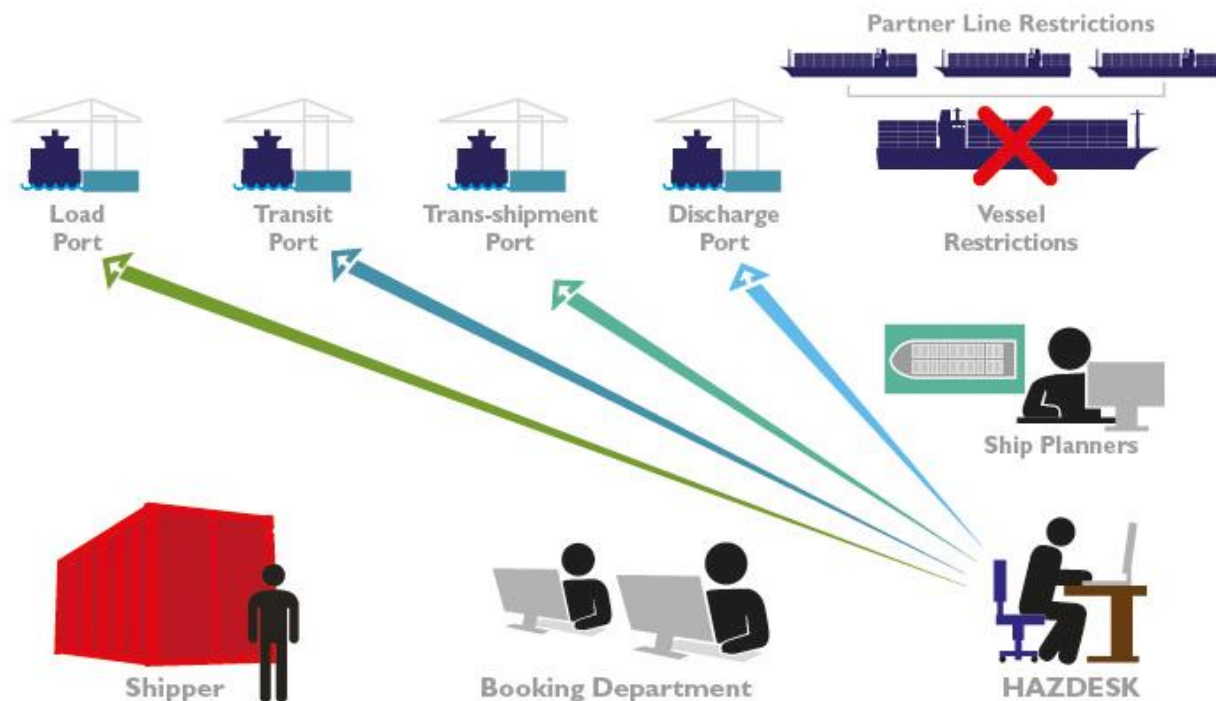 Partner Line Restrictions
Load
Port
Transit
Port
Trans-shipment
Port
Discharge
Port
Vessel
Restrictions
Ship Planners
Shipper
Booking Department
HAZDESK